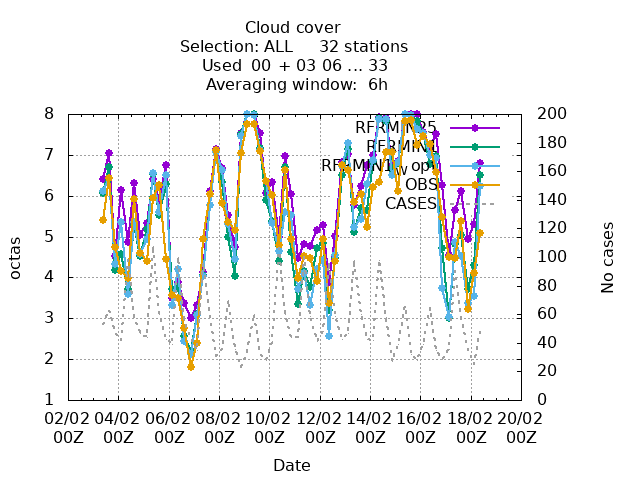 Cloud cover
Selection: ALL 32 stations
Used 00 + 03 06 ... 33
Averaging window: 6h
octas
8
7
6
5
4
3
2
1
200
180
160
140
120
100
80
60
40
20
0
No cases
OBS
CASES
02/02 04/02 06/02 08/02 10/02 12/02 14/02 16/02 18/02 20/02
00Z 00Z 00Z 00Z 00Z 00Z 00Z 00Z 00Z 00Z
Date